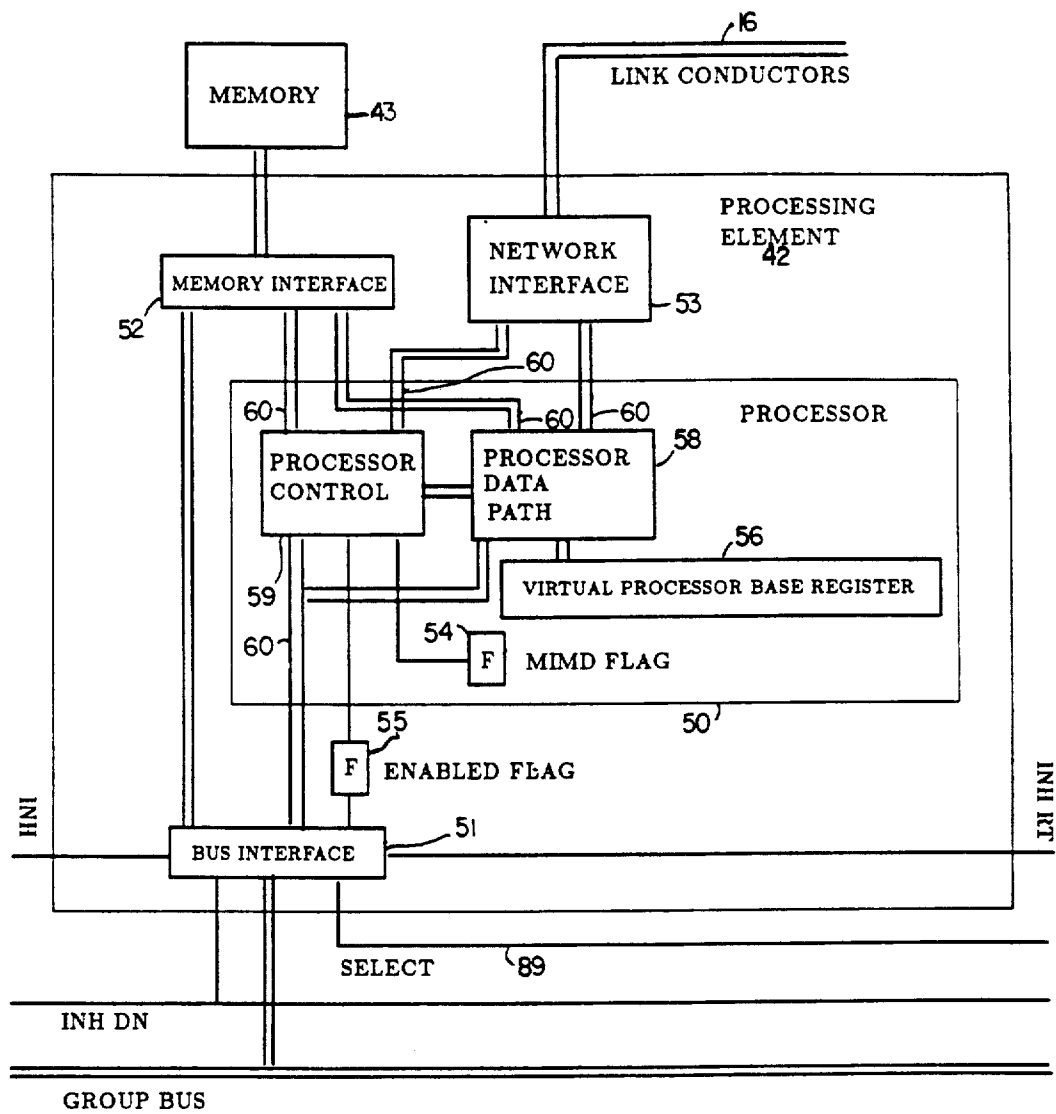 16
LINK CONDUCTORS
MEMORY
43
PROCESSING
ELEMENT
42
NETWORK
INTERFACE
53
MEMORY INTERFACE
52
60
60
60
60
PROCESSOR
58
PROCESSOR
CONTROL
PROCESSOR
DATA
PATH
59
56
VIRTUAL PROCESSOR BASE REGISTER
60
54
F
MIMD FLAG
50
55
F
ENABLED FLAG
INH
INH RT
51
BUS INTERFACE
SELECT
89
INH DN
GROUP BUS